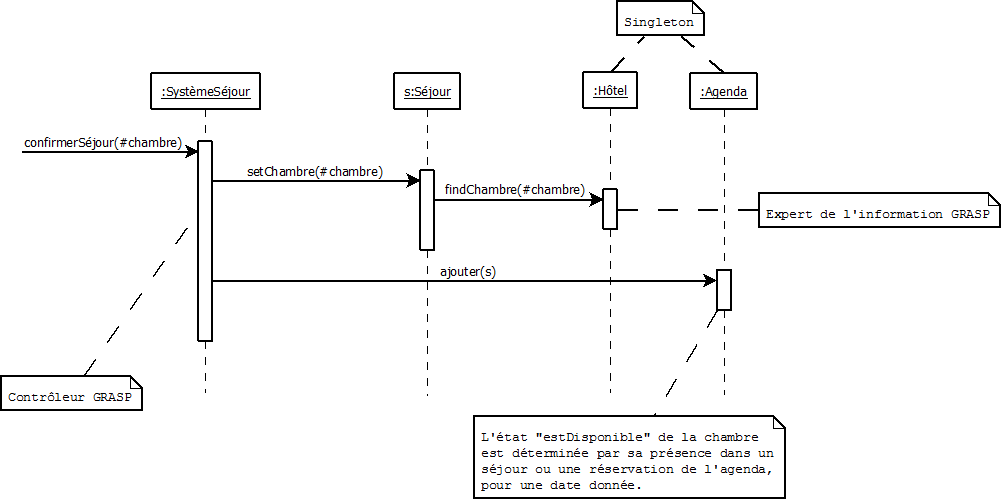 Singleton
:SystèmeSéjour
s:Séjour
:Hôtel
:Agenda
confirmerSéjour(#chambre)
setChambre(#chambre)
findChambre(#chambre)
Expert de l'information GRASP
ajouter(s)
Contrôleur GRASP
L'état "estDisponible" de la chambre
est déterminée par sa présence dans un
séjour ou une réservation de l'agenda,
pour une date donnée.